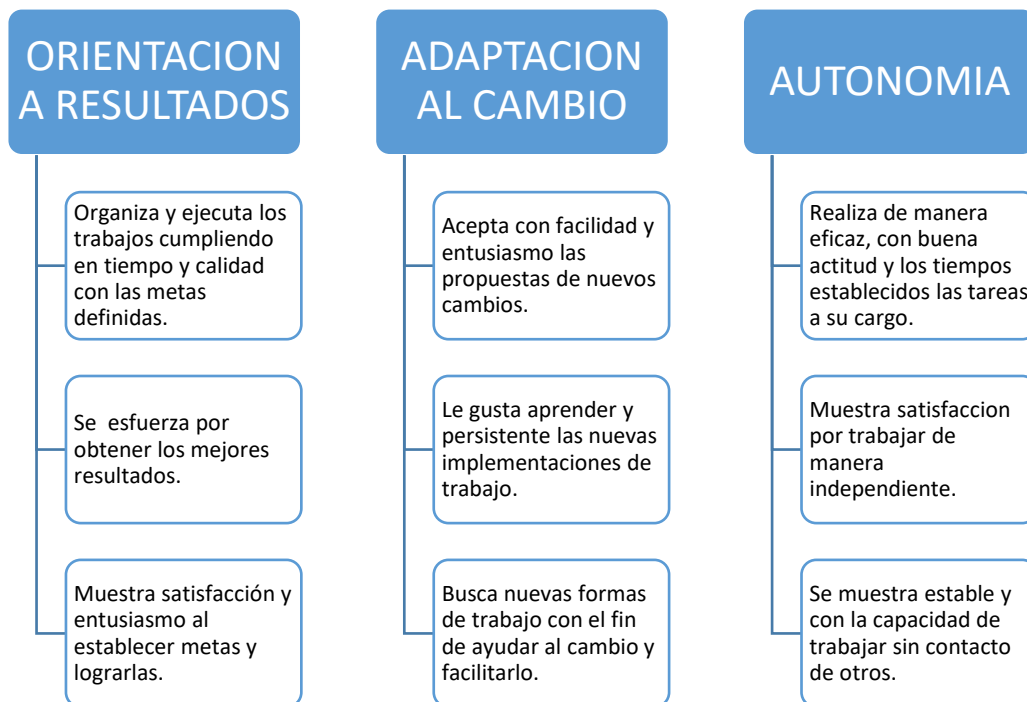 ORIENTACION
A RESULTADOS
Organiza y ejecuta los
trabajos cumpliendo
en tiempo y calidad
con las metas
definidas.
Se esfuerza por
obtener los mejores
resultados.
Muestra satisfacción y
entusiasmo al
establecer metas y
lograrlas.
ADAPTACION
AL CAMBIO
Acepta con facilidad y
entusiasmo las
propuestas de nuevos
cambios.
Le gusta aprender y
persistente las nuevas
implementaciones de
trabajo.
Busca nuevas formas
de trabajo con el fin
de ayudar al cambio y
facilitarlo.
AUTONOMIA
Realiza de manera
eficaz, con buena
actitud y los tiempos
establecidos las tareas
a su cargo.
Muestra satisfaccion
por trabajar de
manera
independiente.
Se muestra estable y
con la capacidad de
trabajar sin contacto
de otros.